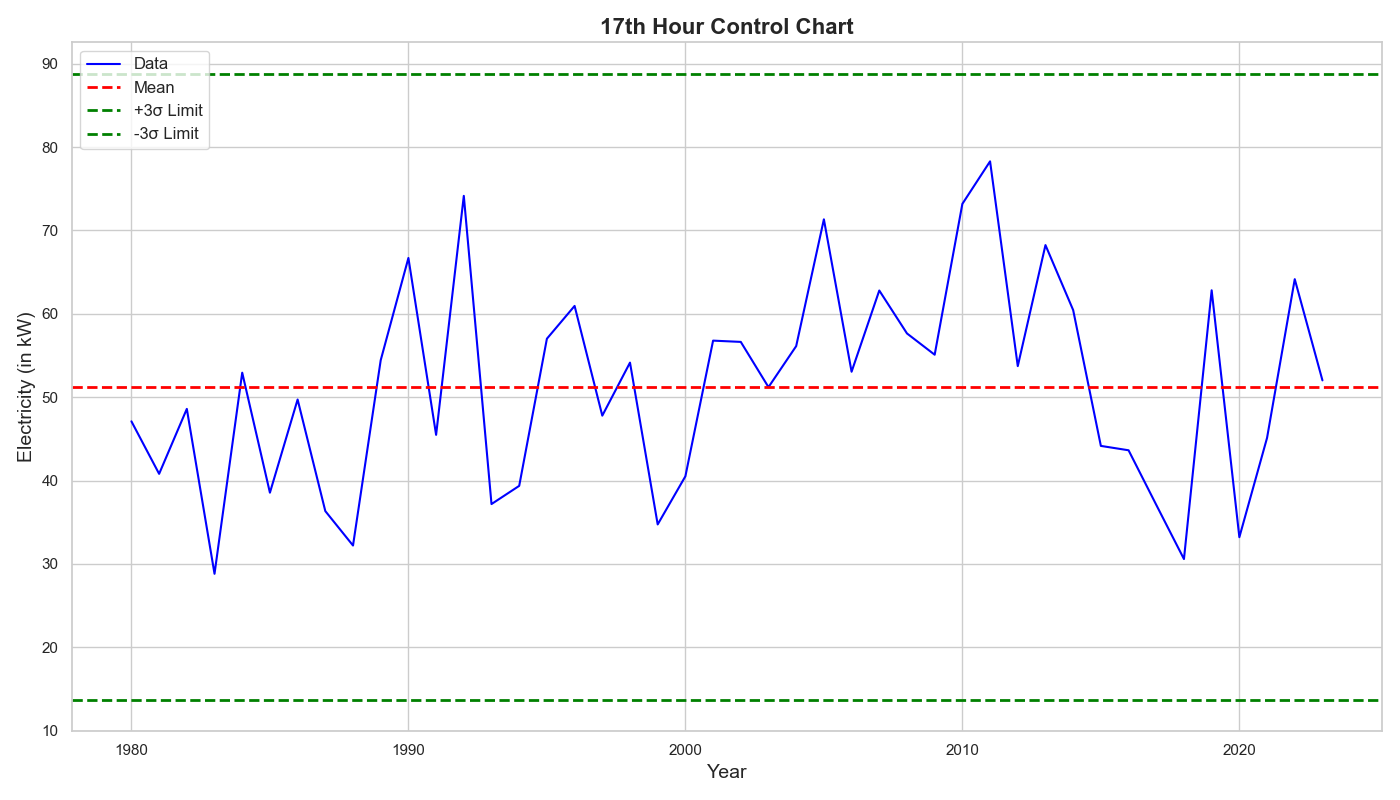 17th Hour Control Chart
Data
Mean
+3σ Limit
-3σ Limit
90
80
70
60
50
40
30
20
10
Electricity (in kW)
1980
1990
2000
2010
2020
Year